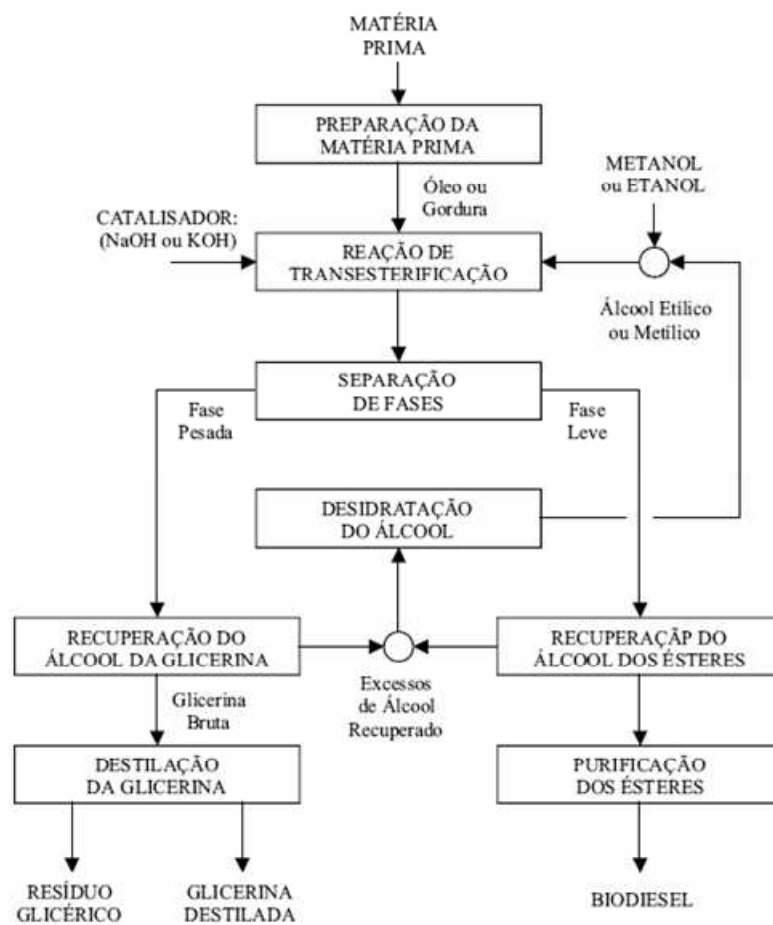 MATÉRIA
PRIMA
PREPARAÇÃO DA
MATÉRIA PRIMA
METANOL
ou ETANOL
Óleo ou
Gordura
CATALISADOR:
(NaOH ou KOH)
REAÇÃO DE
TRANSESTERIFICAÇÃO
Álcool Etílico
ou Metílico
SEPARAÇÃO
DE FASES
Fase
Pesada
Fase
Leve
DESIDRATAÇÃO
DO ÁLCOOL
RECUPERAÇÃO DO
ÁLCOOL DA GLICERINA
RECUPERAÇÃP DO
ÁLCOOL DOS ÉSTERES
Excessos
de Álcool
Recuperado
Glicerina
Bruta
DESTILAÇÃO
DA GLICERINA
PURIFICAÇÃO
DOS ÉSTERES
RESÍDUO
GLICÉRICO
GLICERINA
DESTILADA
BIODIESEL